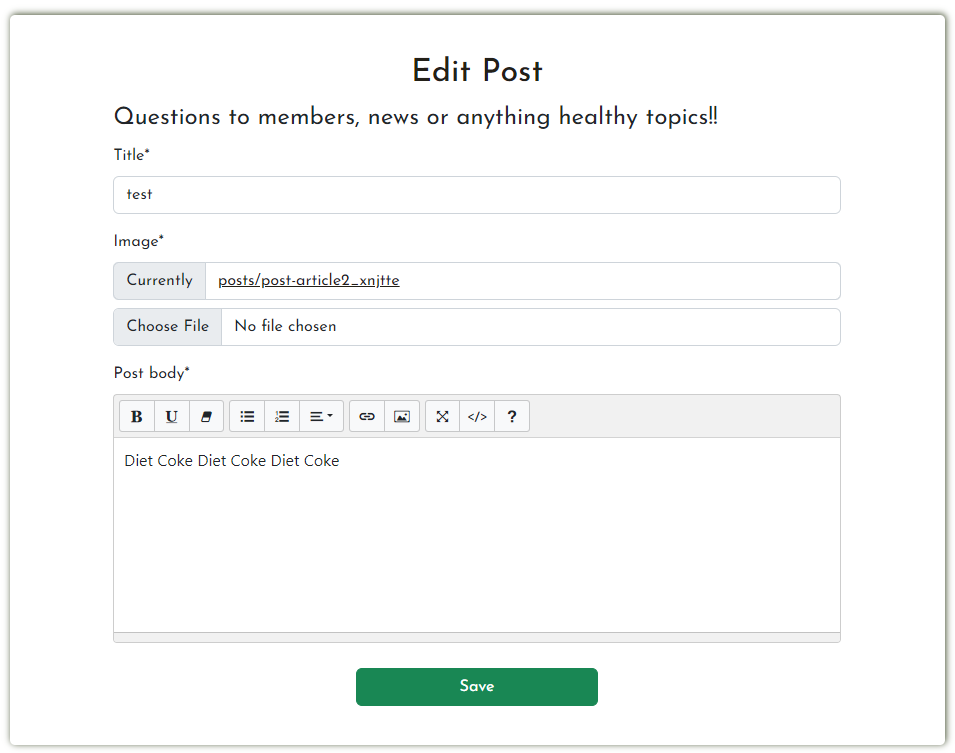 Edit Post
Questions to members, news or anything healthy topics!!
Title*
test
Image*
Currently posts/post-article2_xnjtte
Choose File No file chosen
Post body*
B U </> ?
Diet Coke Diet Coke Diet Coke
Save